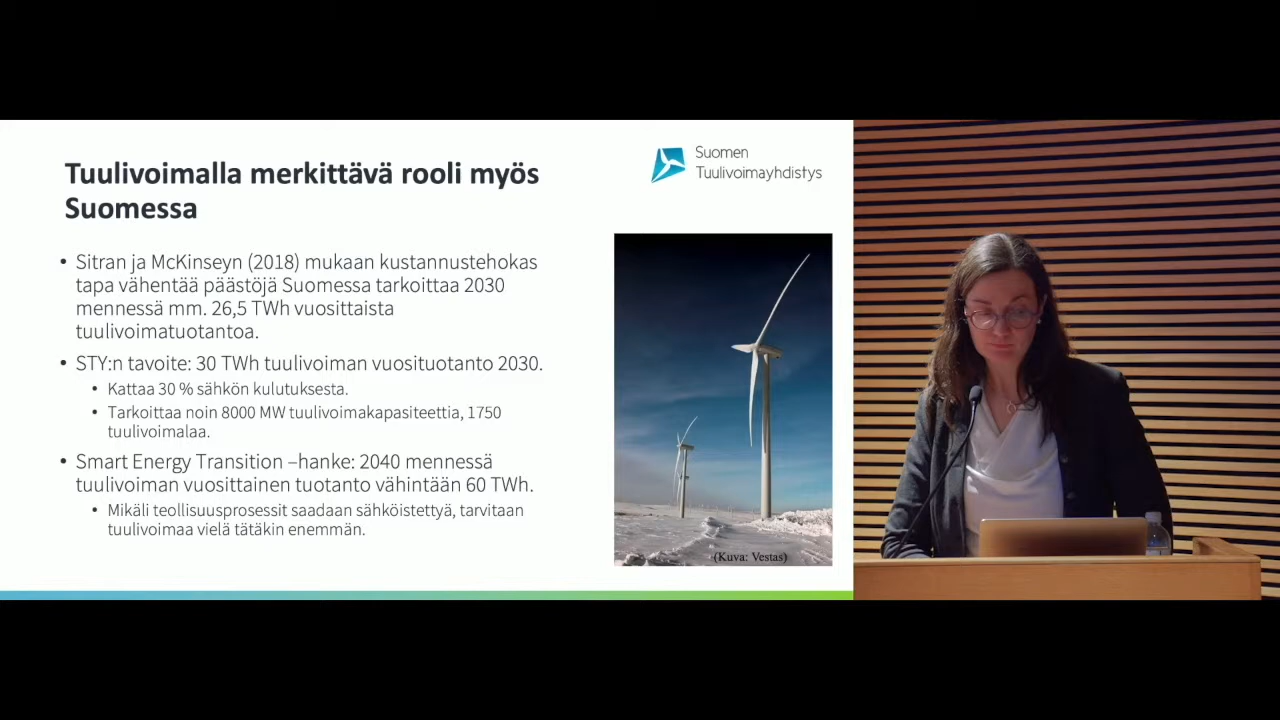 Tuulivoimalla merkittävä rooli myös
Suomessa
Suomen
Tuulivoimayhdistys
• Sitran ja McKinseyn (2018) mukaan kustannustehokas
tapa vähentää päästöjä Suomessa tarkoittaa 2030
mennessä mm. 26,5 TWh vuosittaista
tuulivoimatuotantoa.
• STY:n tavoite: 30 TWh tuulivoiman vuosituotanto 2030.
• Kattaa 30 % sähkön kulutuksesta.
• Tarkoittaa noin 8000 MW tuulivoimakapasiteettia, 1750
tuulivoimalaa.
• Smart Energy Transition –hanke: 2040 mennessä
tuulivoiman vuosittainen tuotanto vähintään 60 TWh.
• Mikäli teollisuusprosessit saadaan sähköistettyä, tarvitaan
tuulivoimaa vielä tätäkin enemmän.
(Kuva: Vestas)